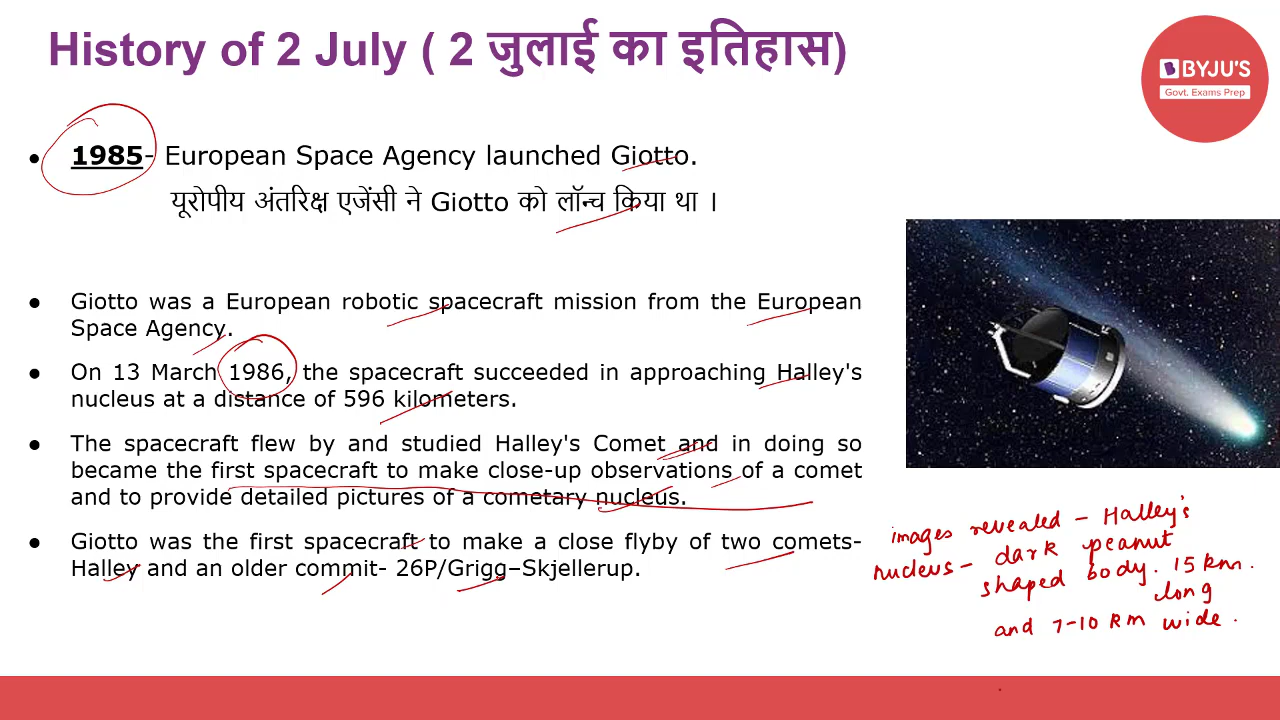 History of 2 July ( 2 जुलाई का इतिहास)
BYJU'S
Govt. Exams Prep
● 1985- European Space Agency launched Giotto.
यूरोपीय अंतरिक्ष एजेंसी ने Giotto को लॉन्च किया था ।
● Giotto was a European robotic spacecraft mission from the European
Space Agency.
● On 13 March 1986, the spacecraft succeeded in approaching Halley's
nucleus at a distance of 596 kilometers.
● The spacecraft flew by and studied Halley's Comet and in doing so
became the first spacecraft to make close-up observations of a comet
and to provide detailed pictures of a cometary nucleus.
● Giotto was the first spacecraft to make a close flyby of two comets-
Halley and an older commit- 26P/Grigg–Skjellerup.
images revealed - Halley's
nucleus - dark peanut
shaped body. 15 km.
long
and 7-10 km wide.